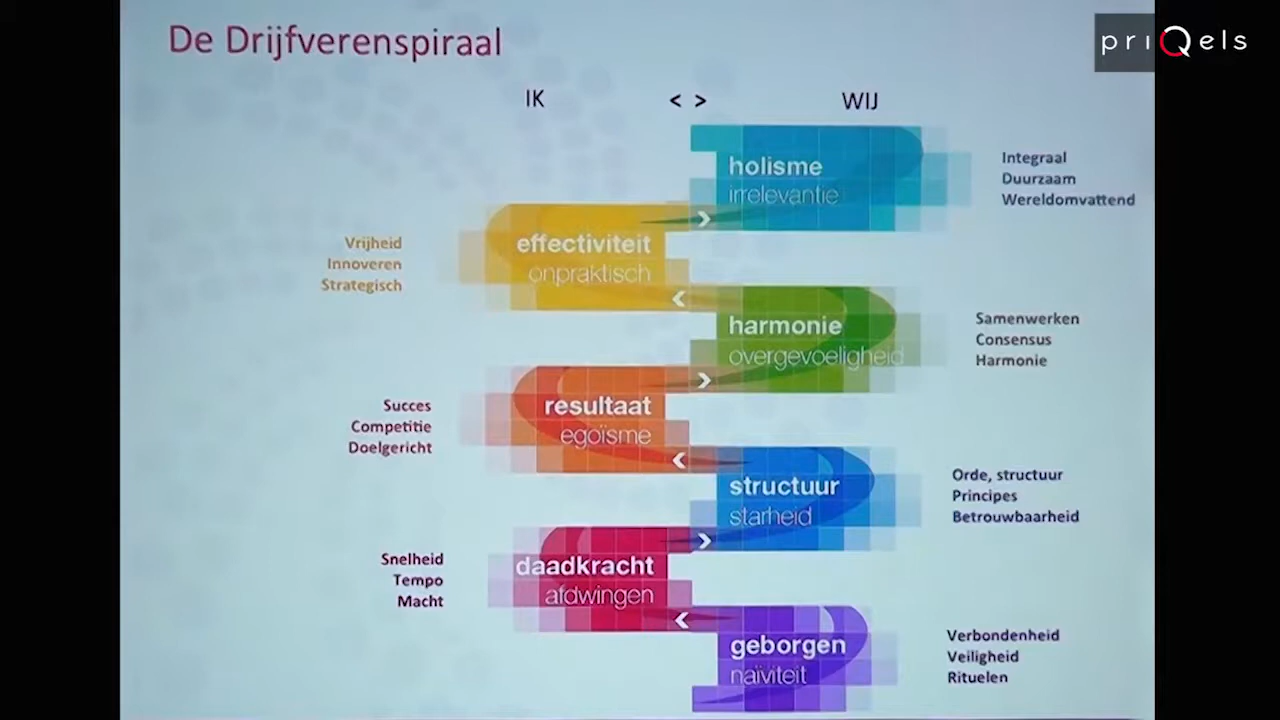 De Drijfverenspiraal
priQels
IK
< >
WIJ
holisme
irrelevantie
Integraal
Duurzaam
Wereldomvattend
effectiviteit
onpraktisch
Vrijheid
Innoveren
Strategisch
harmonie
overgevoeligheid
Samenwerken
Consensus
Harmonie
resultaat
egoïsme
Succes
Competitie
Doelgericht
structuur
starheid
Orde, structuur
Principes
Betrouwbaarheid
daadkracht
afdwingen
Snelheid
Tempo
Macht
geborgen
naïviteit
Verbondenheid
Veiligheid
Rituelen